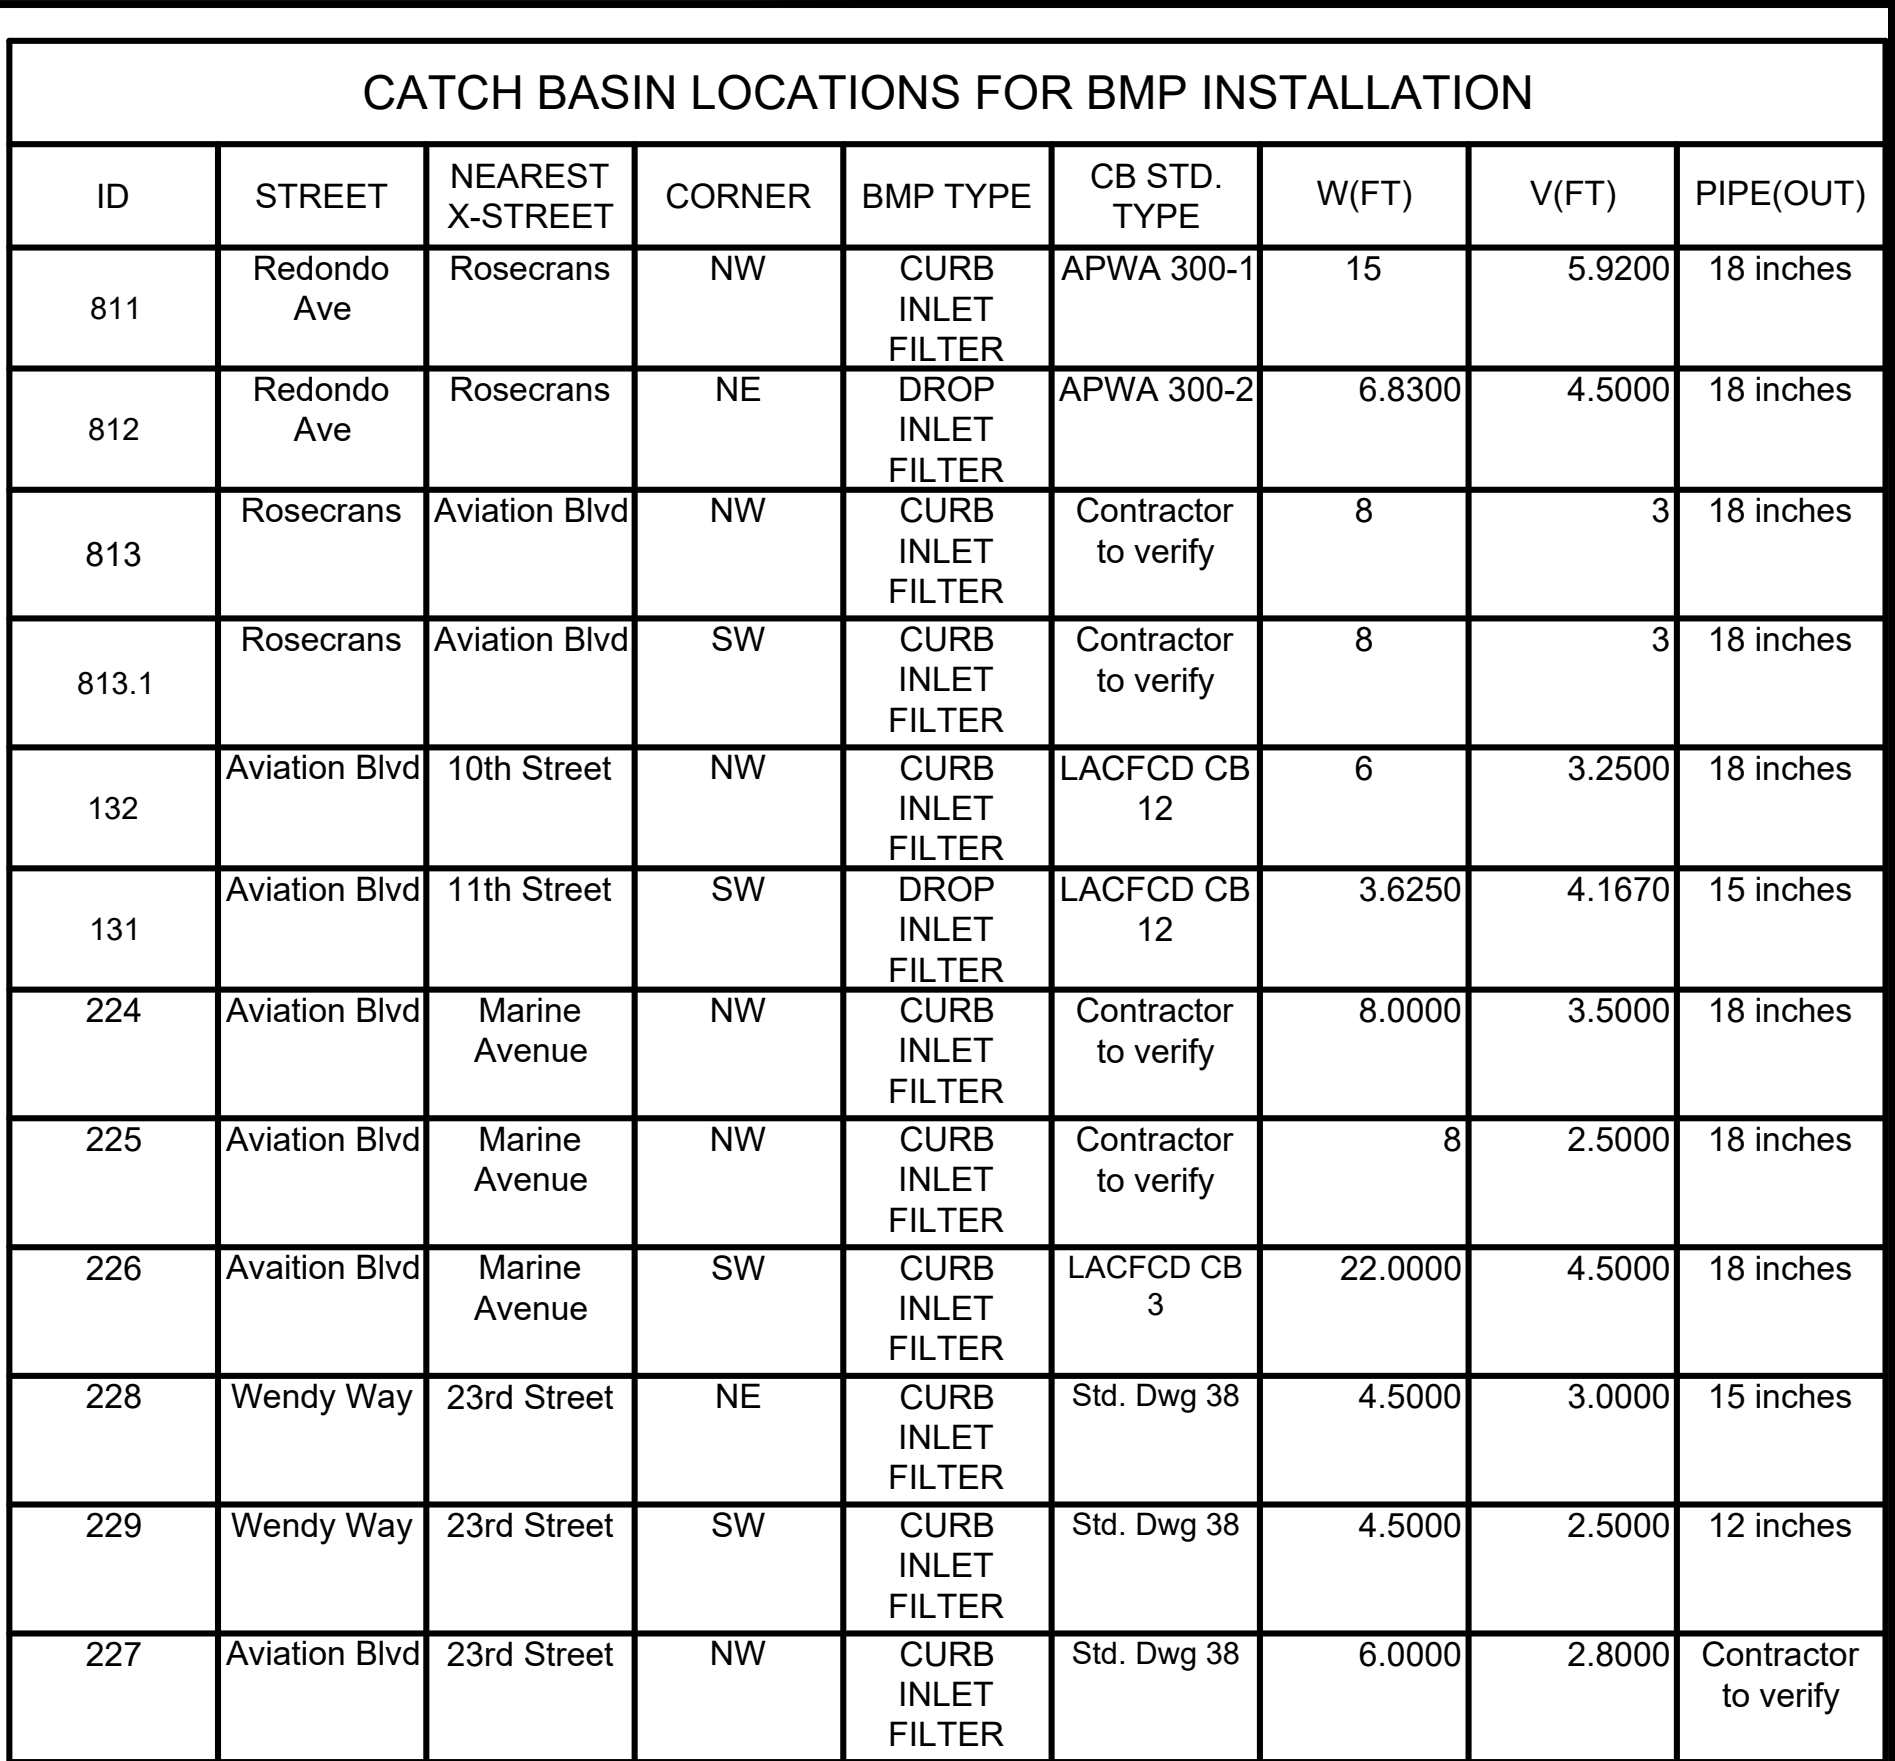 CATCH BASIN LOCATIONS FOR BMP INSTALLATION
ID STREET NEAREST X-STREET CORNER BMP TYPE CB STD. TYPE W(FT) V(FT) PIPE(OUT)
811 Redondo Ave Rosecrans NW CURB INLET FILTER APWA 300-1 15 5.9200 18 inches
812 Redondo Ave Rosecrans NE DROP INLET FILTER APWA 300-2 6.8300 4.5000 18 inches
813 Rosecrans Aviation Blvd NW CURB INLET FILTER Contractor to verify 8 3 18 inches
813.1 Rosecrans Aviation Blvd SW CURB INLET FILTER Contractor to verify 8 3 18 inches
132 Aviation Blvd 10th Street NW CURB INLET FILTER LACFCD CB 12 6 3.2500 18 inches
131 Aviation Blvd 11th Street SW DROP INLET FILTER LACFCD CB 12 3.6250 4.1670 15 inches
224 Aviation Blvd Marine Avenue NW CURB INLET FILTER Contractor to verify 8.0000 3.5000 18 inches
225 Aviation Blvd Marine Avenue NW CURB INLET FILTER Contractor to verify 8 2.5000 18 inches
226 Avaition Blvd Marine Avenue SW CURB INLET FILTER LACFCD CB 3 22.0000 4.5000 18 inches
228 Wendy Way 23rd Street NE CURB INLET FILTER Std. Dwg 38 4.5000 3.0000 15 inches
229 Wendy Way 23rd Street SW CURB INLET FILTER Std. Dwg 38 4.5000 2.5000 12 inches
227 Aviation Blvd 23rd Street NW CURB INLET FILTER Std. Dwg 38 6.0000 2.8000 Contractor to verify